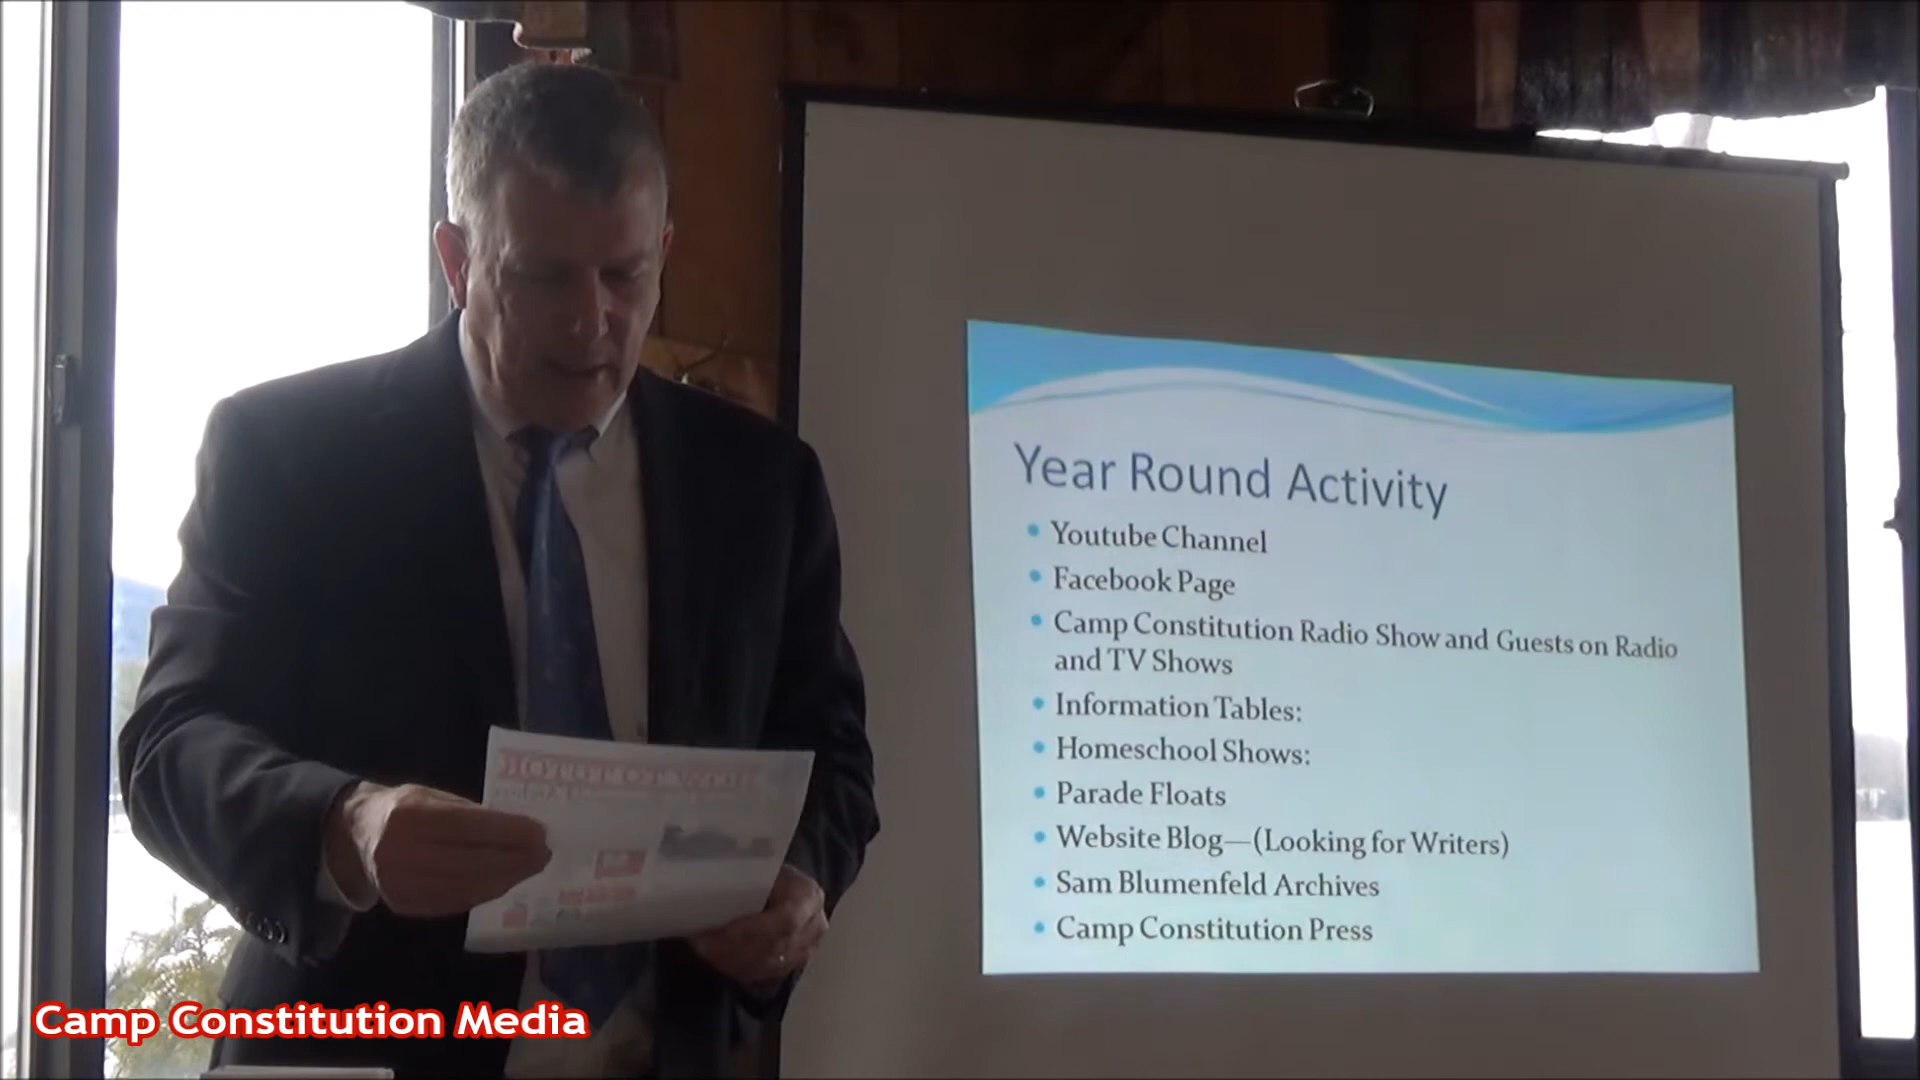 Year Round Activity
Youtube Channel
Facebook Page
Camp Constitution Radio Show and Guests on Radio
and TV Shows
Information Tables:
Homeschool Shows:
Parade Floats
Website Blog—(Looking for Writers)
Sam Blumenfeld Archives
Camp Constitution Press
Camp Constitution Media